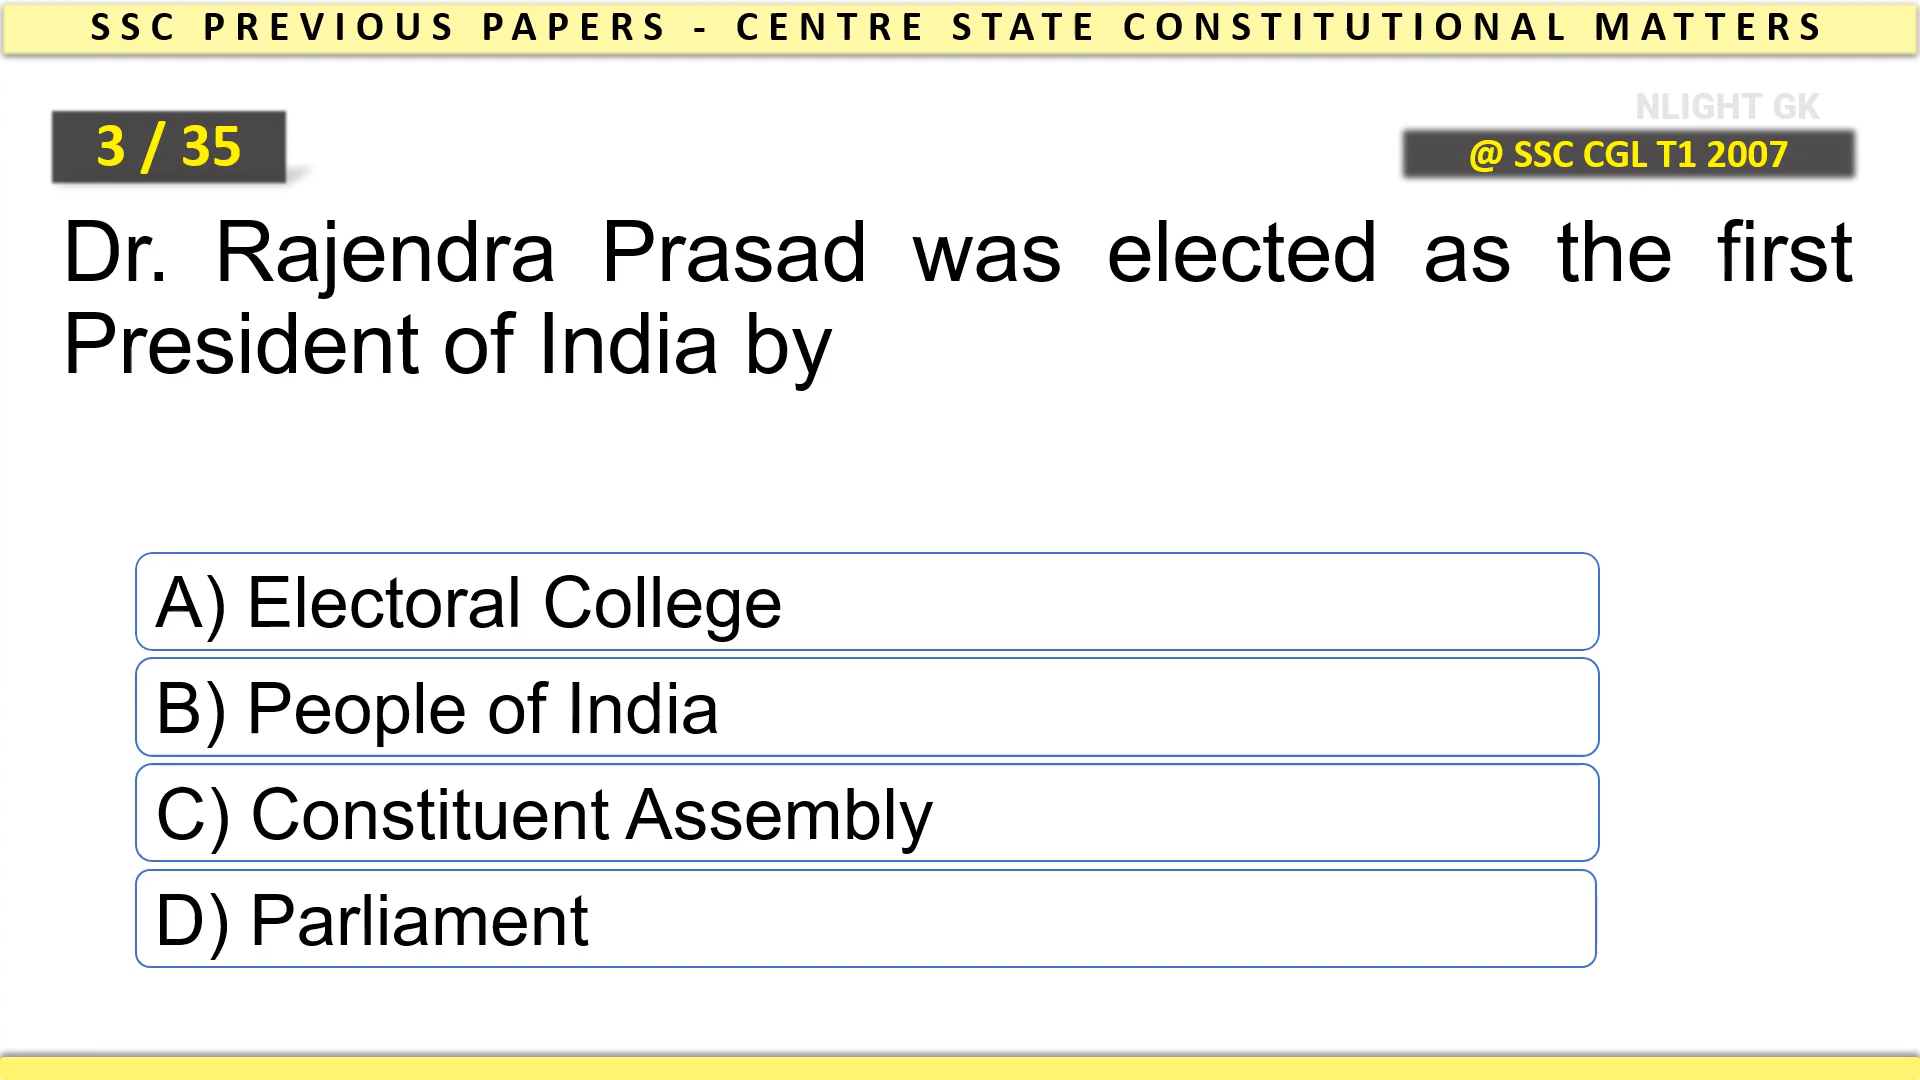 SSC PREVIOUS PAPERS - CENTRE STATE CONSTITUTIONAL MATTERS
NLIGHT GK
3 / 35
@ SSC CGL T1 2007
Dr. Rajendra Prasad was elected as the first
President of India by
A) Electoral College
B) People of India
C) Constituent Assembly
D) Parliament